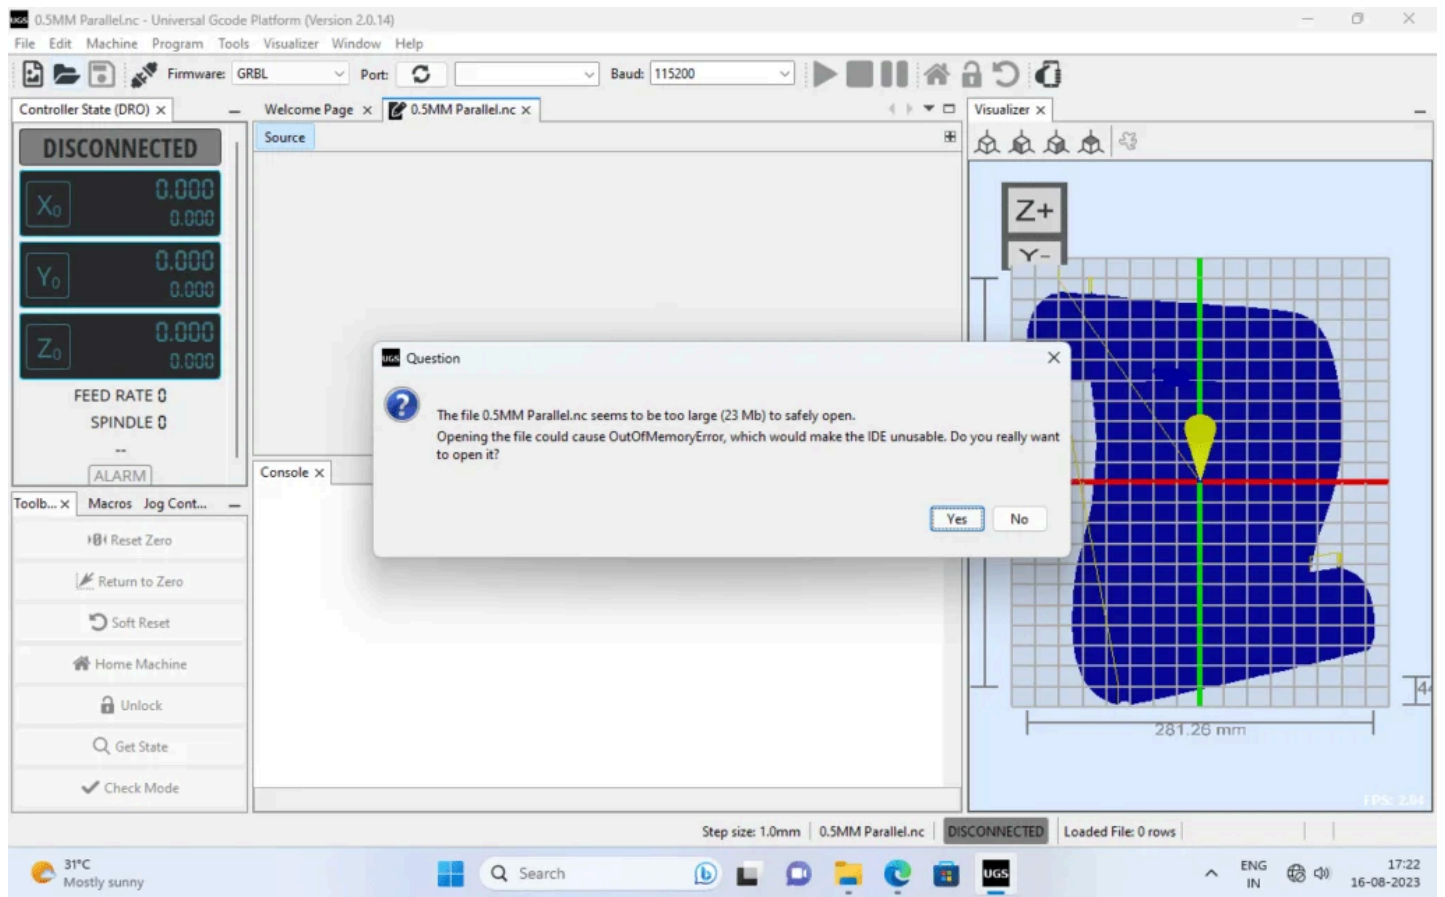 UGS 0.5MM Parallel.nc - Universal Gcode Platform (Version 2.0.14)
File Edit Machine Program Tools Visualizer Window Help
Firmware: GRBL Port: Baud: 115200
Controller State (DRO)
Welcome Page 0.5MM Parallel.nc
Visualizer
Source
DISCONNECTED
X0 0.000
0.000
Y0 0.000
0.000
Z0 0.000
0.000
FEED RATE 0
SPINDLE 0
--
ALARM
Toolb... Macros Jog Cont...
Reset Zero
Return to Zero
Soft Reset
Home Machine
Unlock
Get State
Check Mode
Console
UGS Question
The file 0.5MM Parallel.nc seems to be too large (23 Mb) to safely open.
Opening the file could cause OutOfMemoryError, which would make the IDE unusable. Do you really want
to open it?
Yes No
Z+
Y-
281.26 mm
FPS: 2.04
Step size: 1.0mm 0.5MM Parallel.nc DISCONNECTED Loaded File: 0 rows
31°C
Mostly sunny
Search
UGS
ENG
IN
17:22
16-08-2023